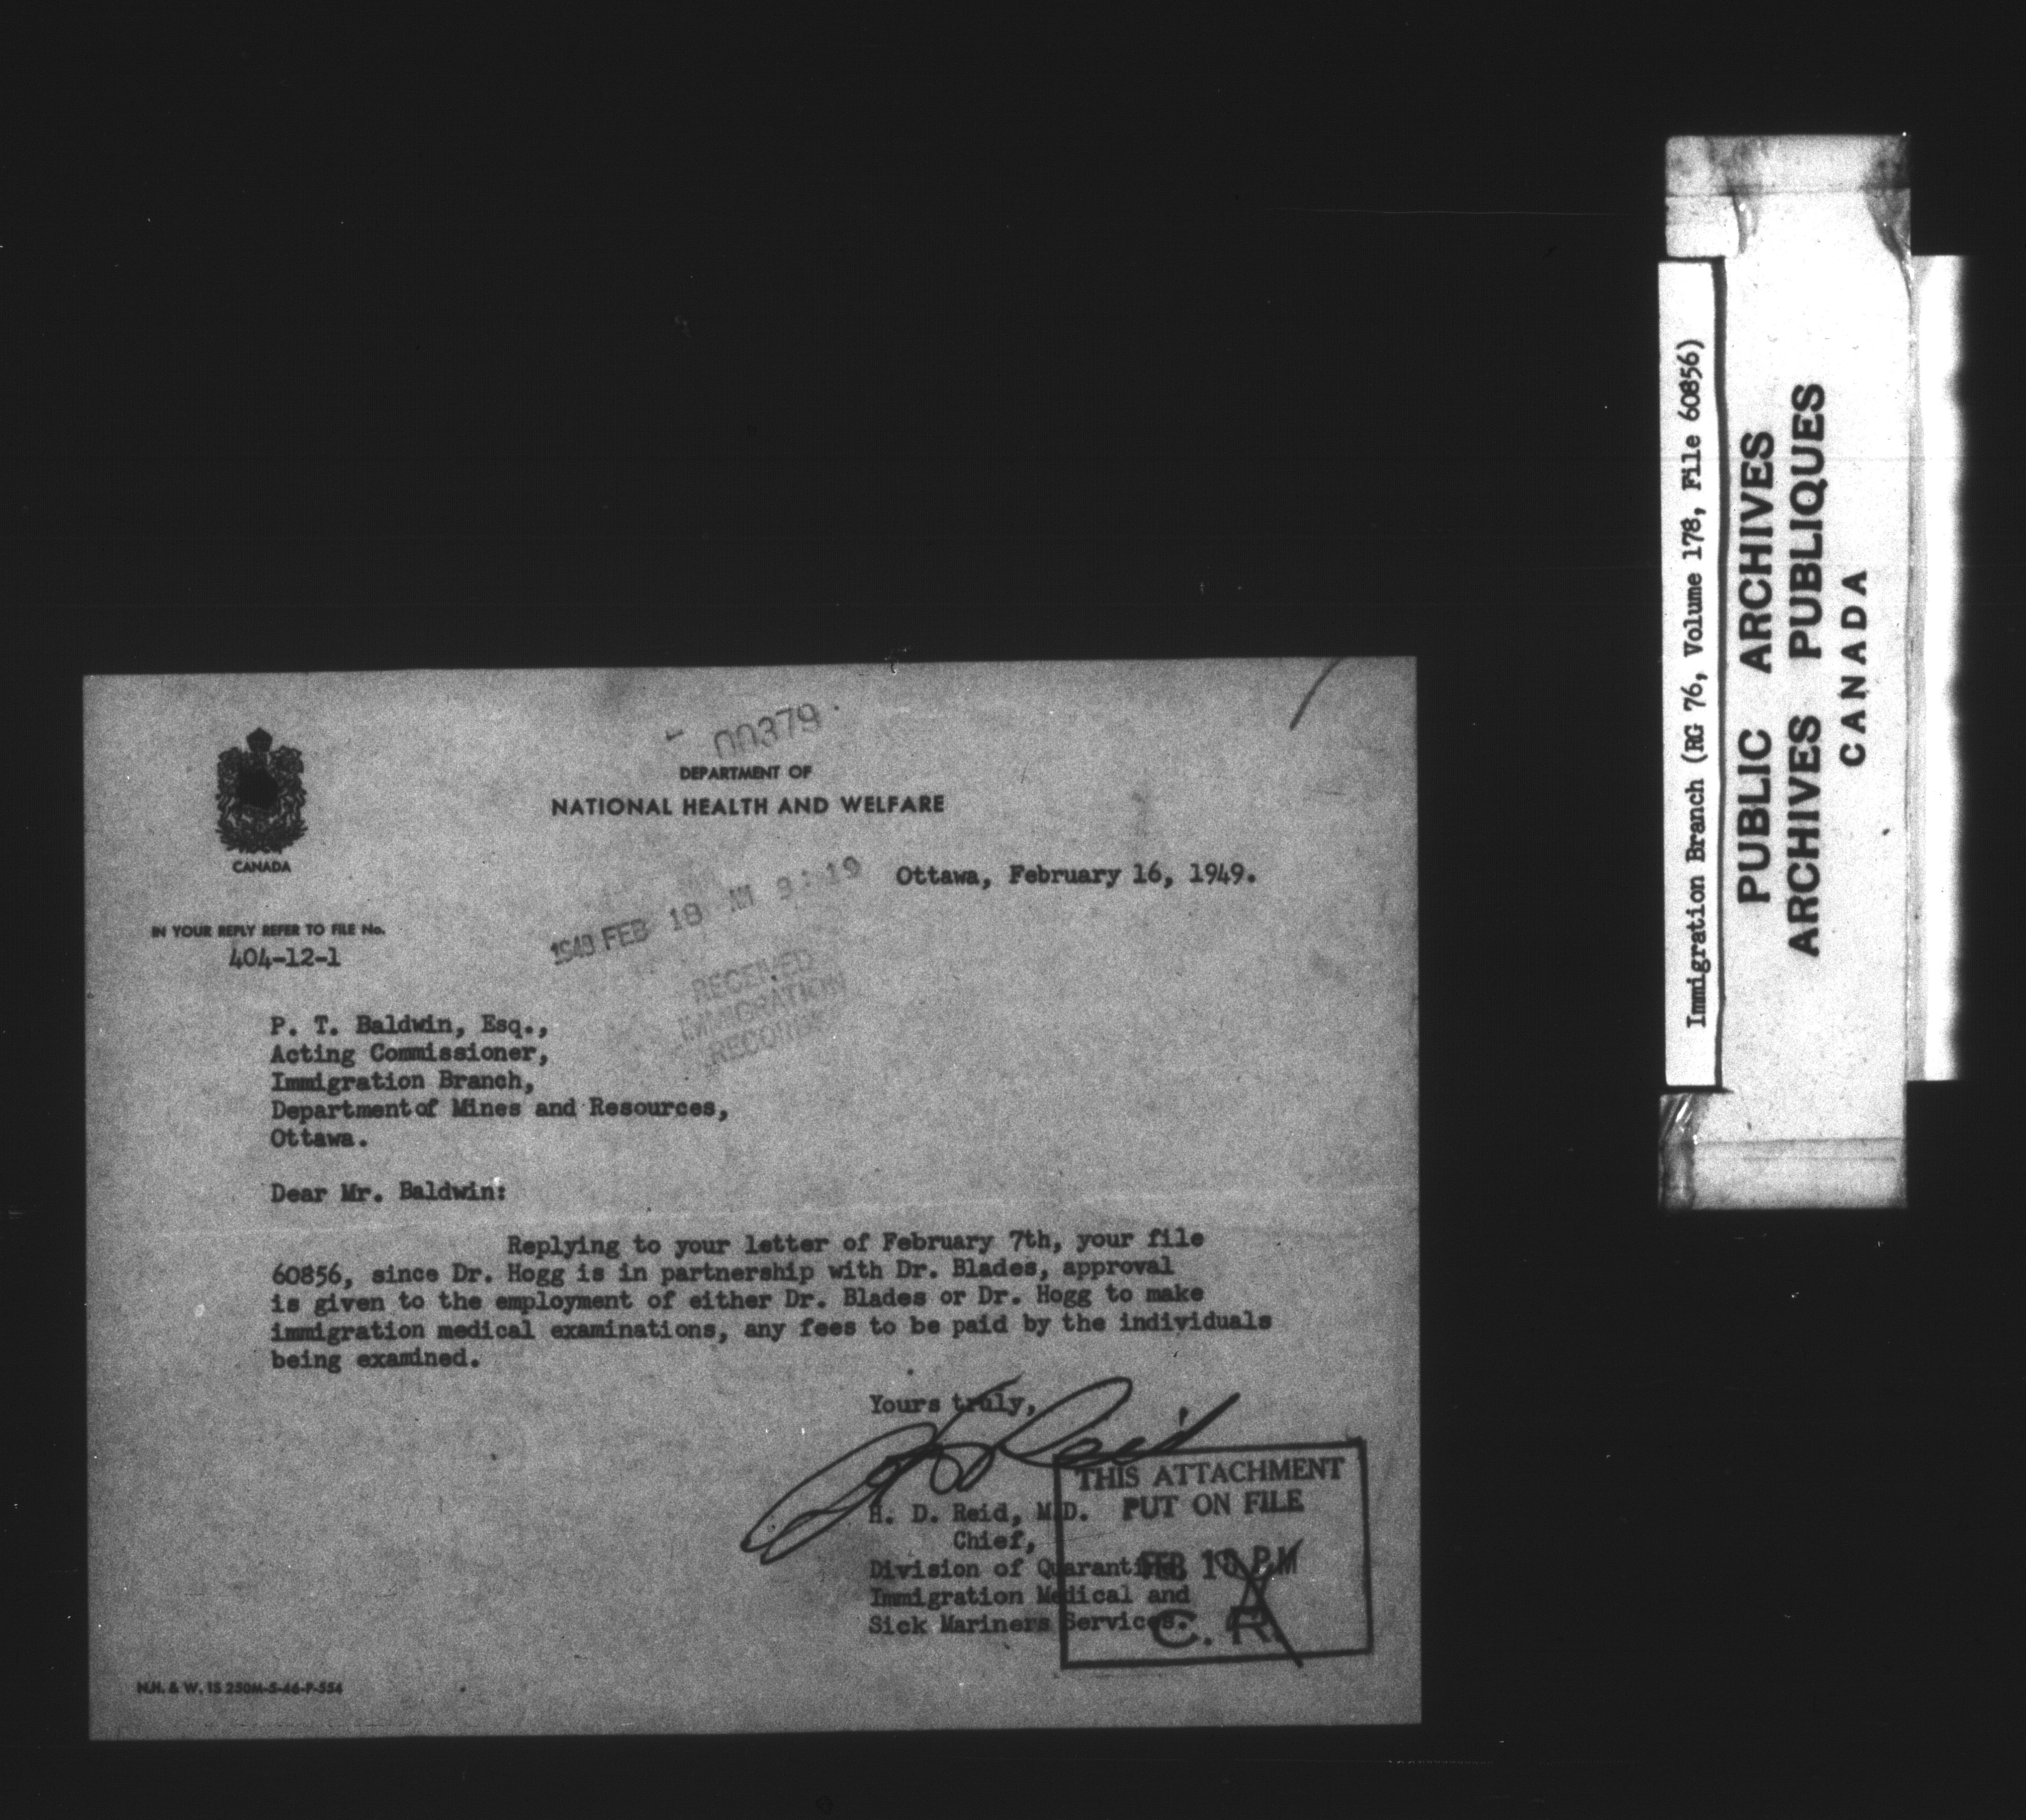 00379
DEPARTMENT OF
NATIONAL HEALTH AND WELFARE
CANADA
Ottawa, February 16, 1949.
1949 FEB 18 AM 9:19
IN YOUR REPLY REFER TO FILE No.
404-12-1
RECEIVED
IMMIGRATION
RECORDS
P. T. Baldwin, Esq.,
Acting Commissioner,
Immigration Branch,
Department of Mines and Resources,
Ottawa.
Dear Mr. Baldwin:
Replying to your letter of February 7th, your file
60856, since Dr. Hogg is in partnership with Dr. Blades, approval
is given to the employment of either Dr. Blades or Dr. Hogg to make
immigration medical examinations, any fees to be paid by the individuals
being examined.
Yours truly,
H. D. Reid, M.D.
Chief,
Division of Quarantine
Immigration Medical and
Sick Mariners Services.
THIS ATTACHMENT
PUT ON FILE
FEB 18 PM
C. R.
N.H. & W. 15 250M-5-46-P-554
Immigration Branch (RG 76, Volume 178, File 60856)
PUBLIC ARCHIVES
ARCHIVES PUBLIQUES
CANADA